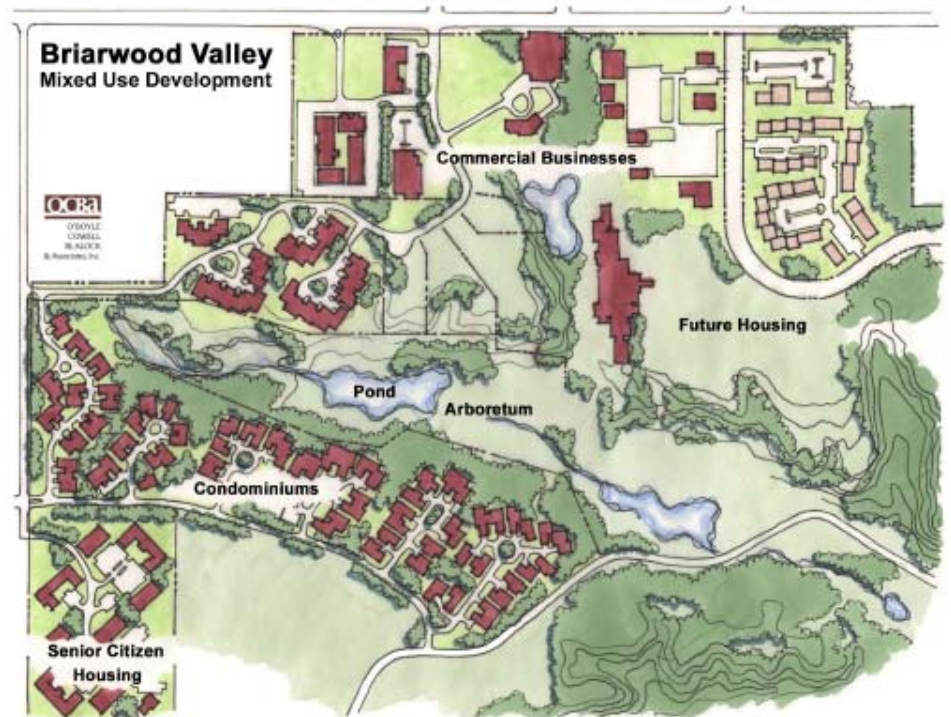 Briarwood Valley
Mixed Use Development
OCBa
O'BOYLE
COWELL
BLALOCK
& Associates, Inc.
Commercial Businesses
Future Housing
Pond
Arboretum
Condominiums
Senior Citizen
Housing